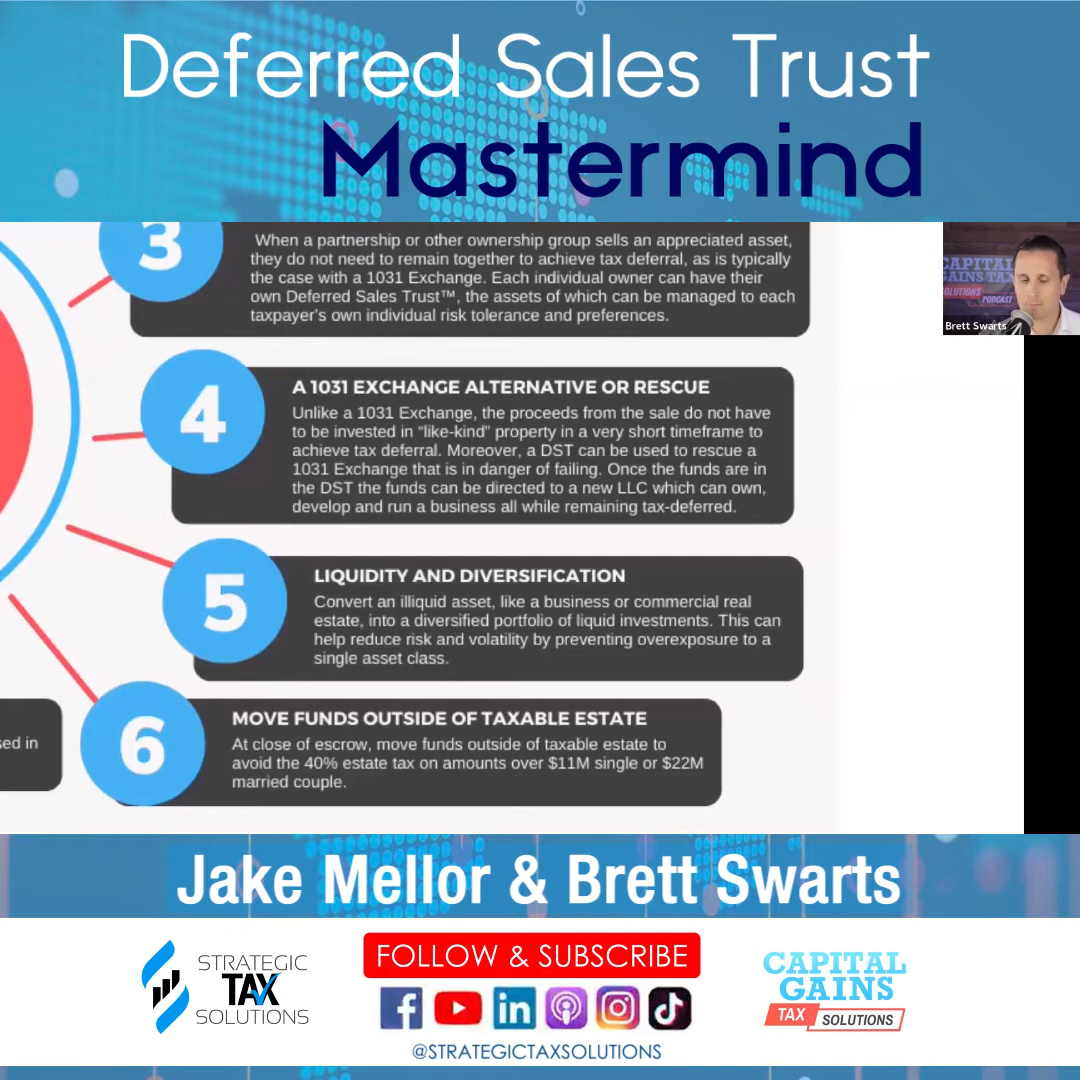 Deferred Sales Trust
Mastermind
3
When a partnership or other ownership group sells an appreciated asset,
they do not need to remain together to achieve tax deferral, as is typically
the case with a 1031 Exchange. Each individual owner can have their
own Deferred Sales Trust™, the assets of which can be managed to each
taxpayer's own individual risk tolerance and preferences.
CAPITAL
GAINS TAX
SOLUTIONS
PODCAST
Brett Swarts
4
A 1031 EXCHANGE ALTERNATIVE OR RESCUE
Unlike a 1031 Exchange, the proceeds from the sale do not have
to be invested in “like-kind” property in a very short timeframe to
achieve tax deferral. Moreover, a DST can be used to rescue a
1031 Exchange that is in danger of failing. Once the funds are in
the DST the funds can be directed to a new LLC which can own,
develop and run a business all while remaining tax-deferred.
5
LIQUIDITY AND DIVERSIFICATION
Convert an illiquid asset, like a business or commercial real
estate, into a diversified portfolio of liquid investments. This can
help reduce risk and volatility by preventing overexposure to a
single asset class.
6
MOVE FUNDS OUTSIDE OF TAXABLE ESTATE
At close of escrow, move funds outside of taxable estate to
avoid the 40% estate tax on amounts over $11M single or $22M
married couple.
in
Jake Mellor & Brett Swarts
STRATEGIC
TAX
SOLUTIONS
FOLLOW & SUBSCRIBE
@STRATEGICTAXSOLUTIONS
CAPITAL
GAINS
TAX SOLUTIONS